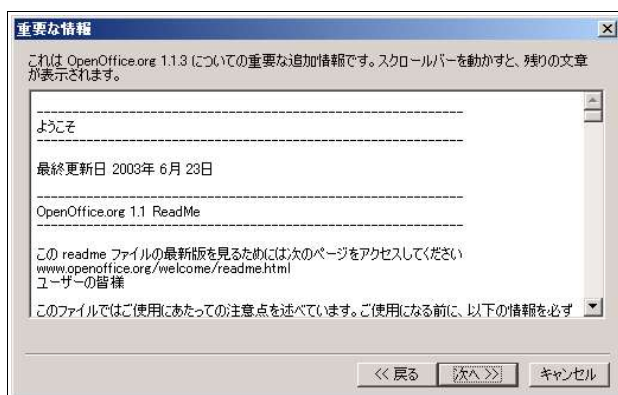 重要な情報
これは OpenOffice.org 1.1.3 についての重要な追加情報です。スクロールバーを動かすと、残りの文章
が表示されます。
------------------------------------------------------------
ようこそ
------------------------------------------------------------
最終更新日 2003年 6月 23日
------------------------------------------------------------
OpenOffice.org 1.1 ReadMe
------------------------------------------------------------
この readme ファイルの最新版を見るためには次のページをアクセスしてください
www.openoffice.org/welcome/readme.html
ユーザーの皆様
このファイルではご使用にあたっての注意点を述べています。ご使用になる前に、以下の情報を必ず
<< 戻る 次へ >> キャンセル